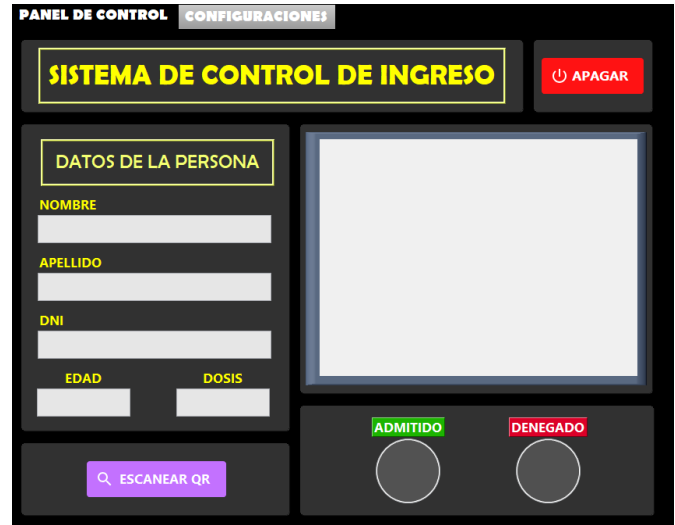 PANEL DE CONTROL CONFIGURACIONES
SISTEMA DE CONTROL DE INGRESO
APAGAR
DATOS DE LA PERSONA
NOMBRE
APELLIDO
DNI
EDAD DOSIS
ESCANEAR QR
ADMITIDO DENEGADO